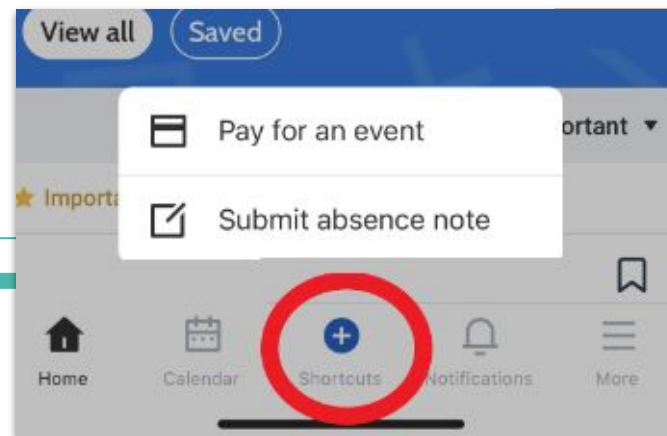 View all Saved
Pay for an event
ortant ▼
Importa
Submit absence note
Home Calendar Shortcuts Notifications More